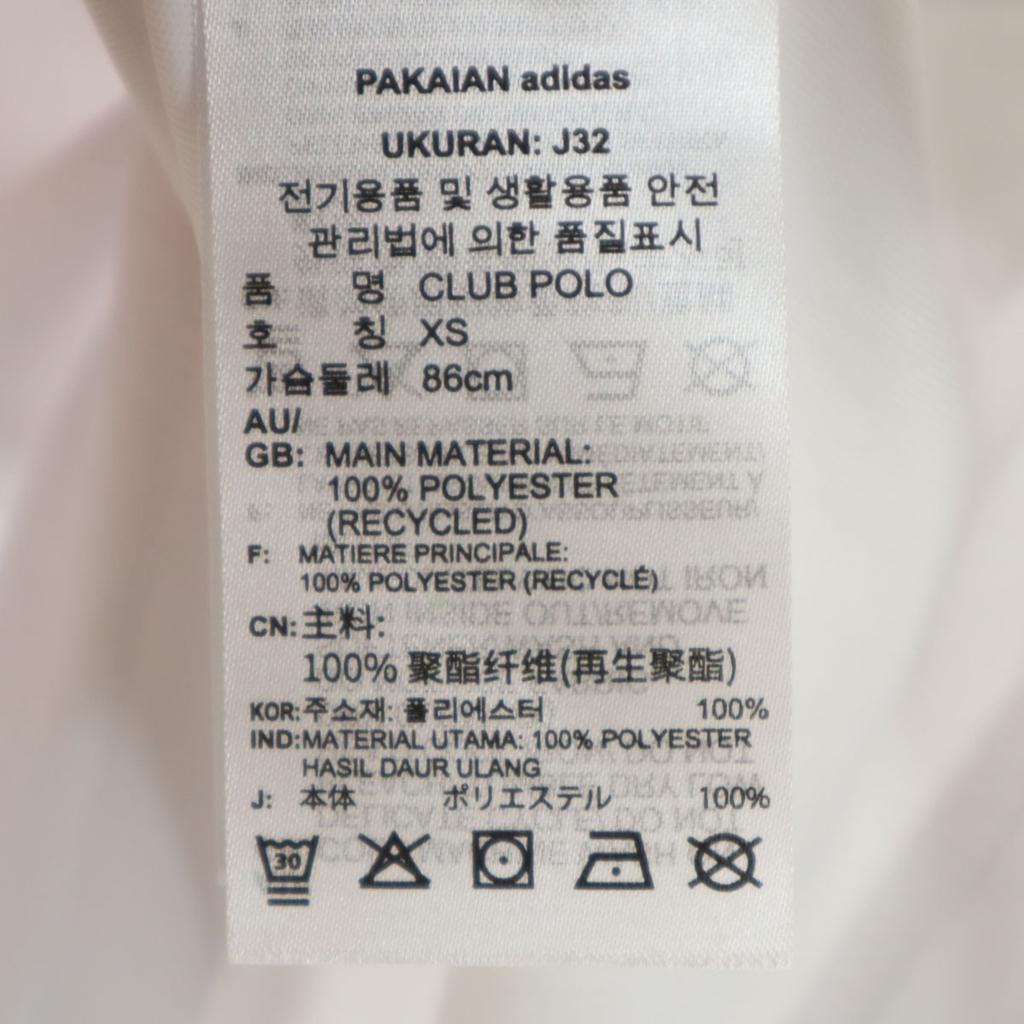 PAKAIAN adidas
UKURAN: J32
전기용품 및 생활용품 안전
관리법에 의한 품질표시
품 명 CLUB POLO
호 칭 XS
가슴둘레 86cm
AU/
GB: MAIN MATERIAL:
100% POLYESTER
(RECYCLED)
F: MATIERE PRINCIPALE:
100% POLYESTER (RECYCLÉ)
CN: 主料:
100% 聚酯纤维(再生聚酯)
KOR: 주소재: 폴리에스터 100%
IND: MATERIAL UTAMA: 100% POLYESTER
HASIL DAUR ULANG
J: 本体 ポリエステル 100%
30